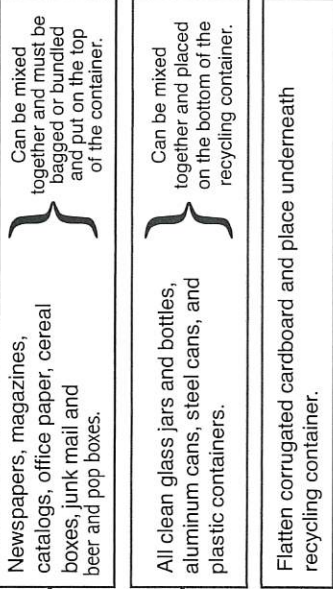 Newspapers, magazines,
catalogs, office paper, cereal
boxes, junk mail and
beer and pop boxes.
Can be mixed
together and must be
bagged or bundled
and put on the top
of the container.
All clean glass jars and bottles,
aluminum cans, steel cans, and
plastic containers.
Can be mixed
together and placed
on the bottom of the
recycling container.
Flatten corrugated cardboard and place underneath
recycling container.